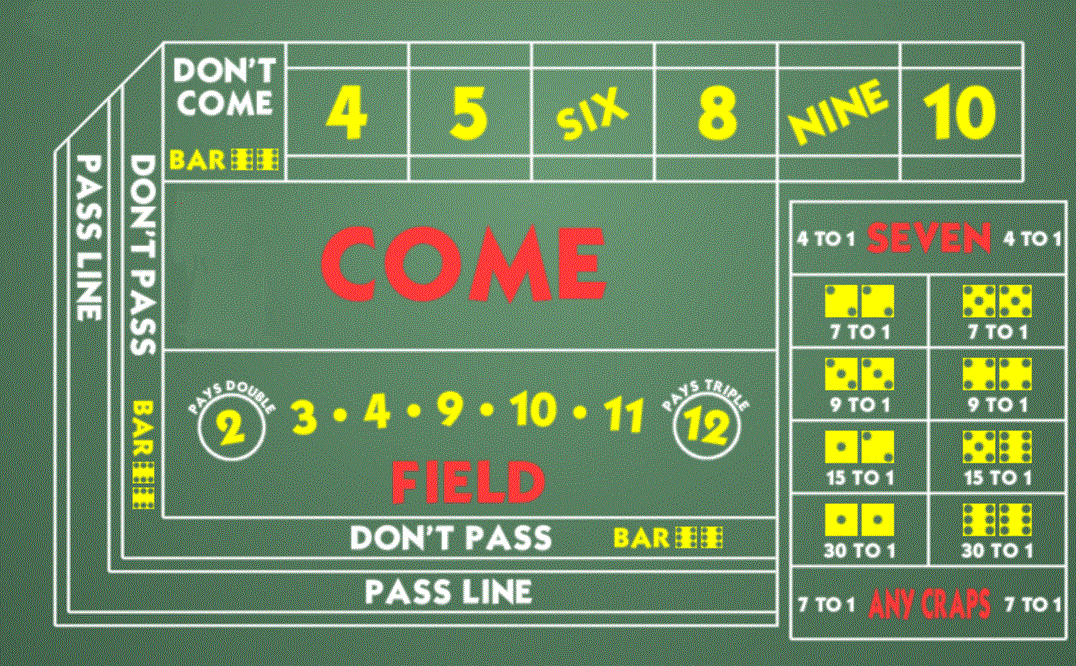 DON'T
COME
BAR
4
5
SIX
8
NINE
10
PASS LINE
DON'T PASS
BAR
COME
PAYS DOUBLE
2
3 • 4 • 9 • 10 • 11
PAYS TRIPLE
12
FIELD
DON'T PASS BAR
PASS LINE
4 TO 1 SEVEN 4 TO 1
7 TO 1 7 TO 1
9 TO 1 9 TO 1
15 TO 1 15 TO 1
30 TO 1 30 TO 1
7 TO 1 ANY CRAPS 7 TO 1